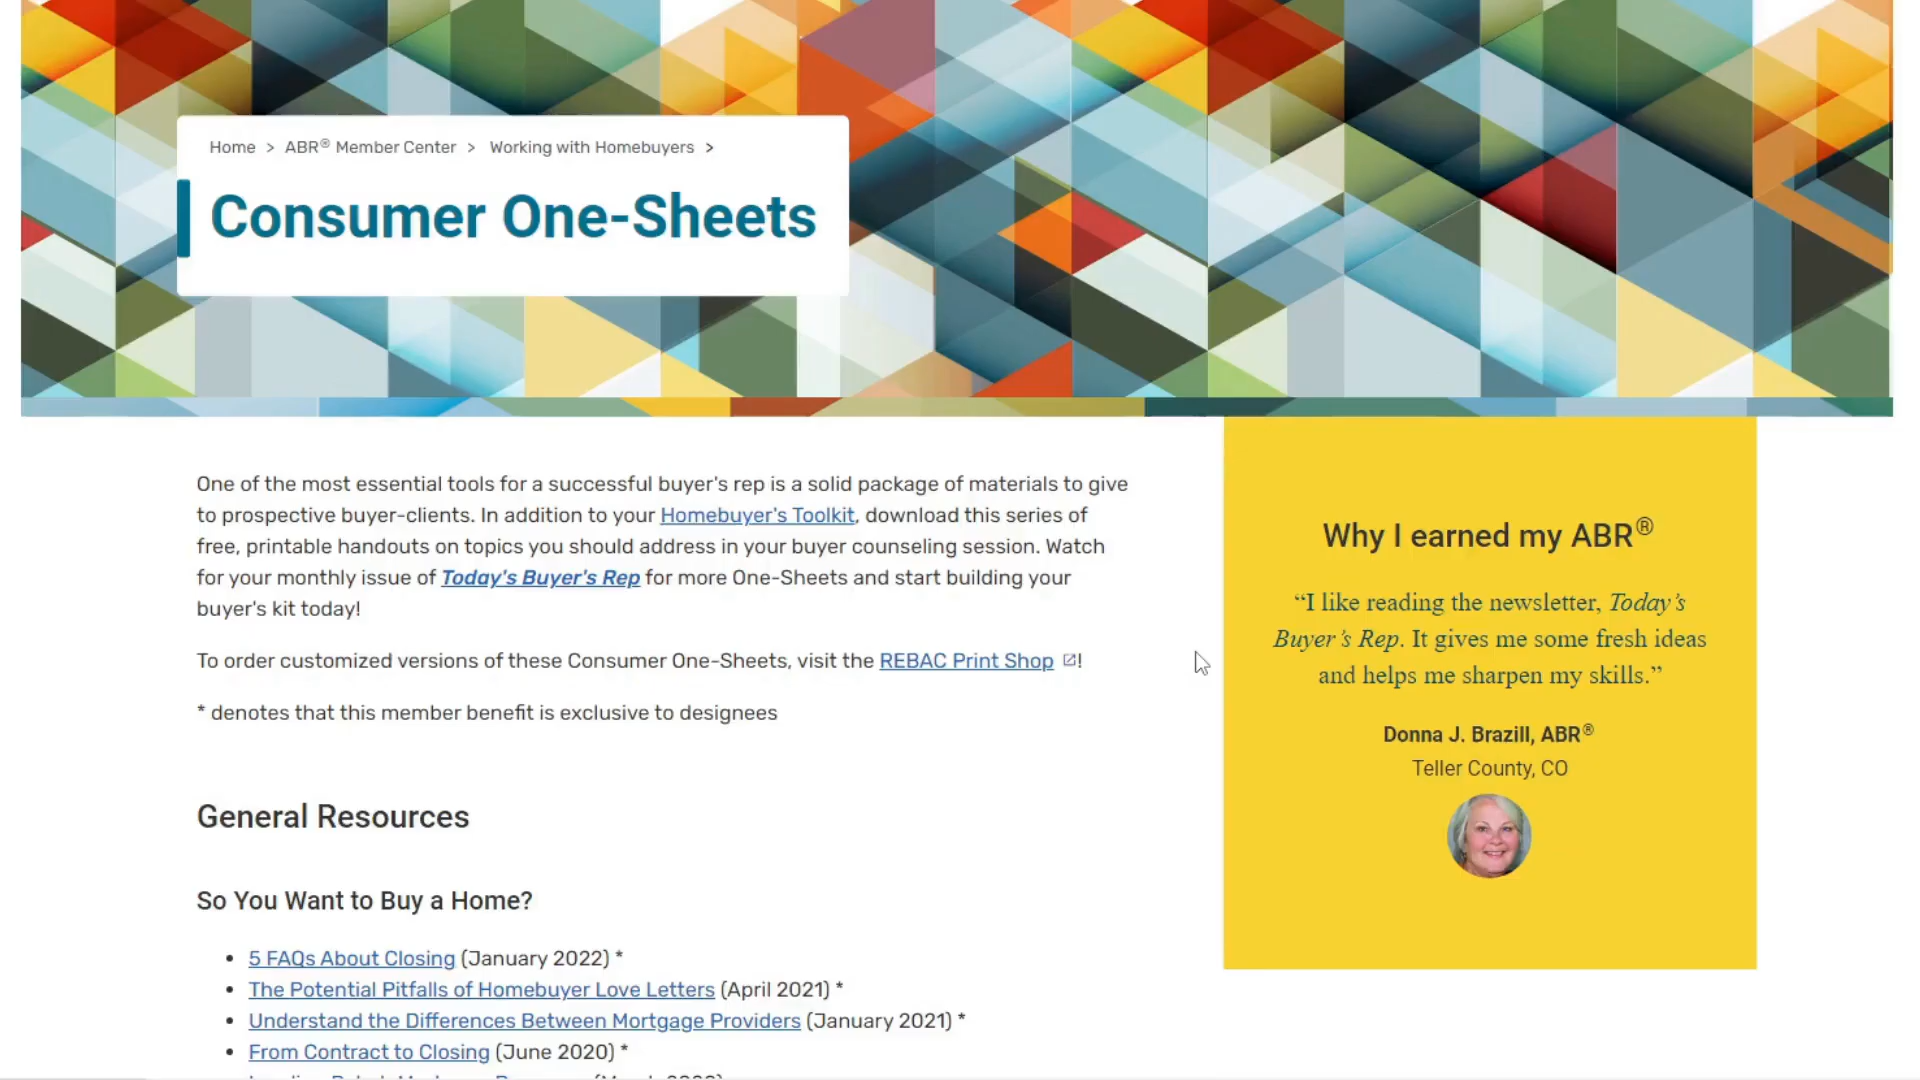 Home > ABR® Member Center > Working with Homebuyers >
Consumer One-Sheets
One of the most essential tools for a successful buyer's rep is a solid package of materials to give
to prospective buyer-clients. In addition to your Homebuyer's Toolkit, download this series of
free, printable handouts on topics you should address in your buyer counseling session. Watch
for your monthly issue of Today's Buyer's Rep for more One-Sheets and start building your
buyer's kit today!
To order customized versions of these Consumer One-Sheets, visit the REBAC Print Shop !
* denotes that this member benefit is exclusive to designees
General Resources
So You Want to Buy a Home?
• 5 FAQs About Closing (January 2022) *
• The Potential Pitfalls of Homebuyer Love Letters (April 2021) *
• Understand the Differences Between Mortgage Providers (January 2021) *
• From Contract to Closing (June 2020) *
Why I earned my ABR®
“I like reading the newsletter, Today’s
Buyer’s Rep. It gives me some fresh ideas
and helps me sharpen my skills.”
Donna J. Brazill, ABR®
Teller County, CO